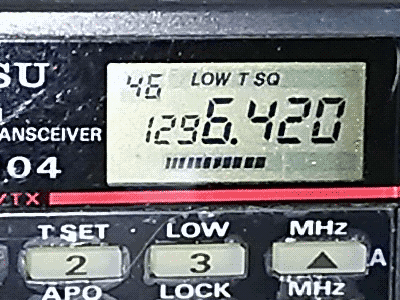 SU
46 LOW T SQ
ANSCEIVER
1296.420
04
/TX
T SET LOW MHz
2 3 ▲ A
APO LOCK MHz